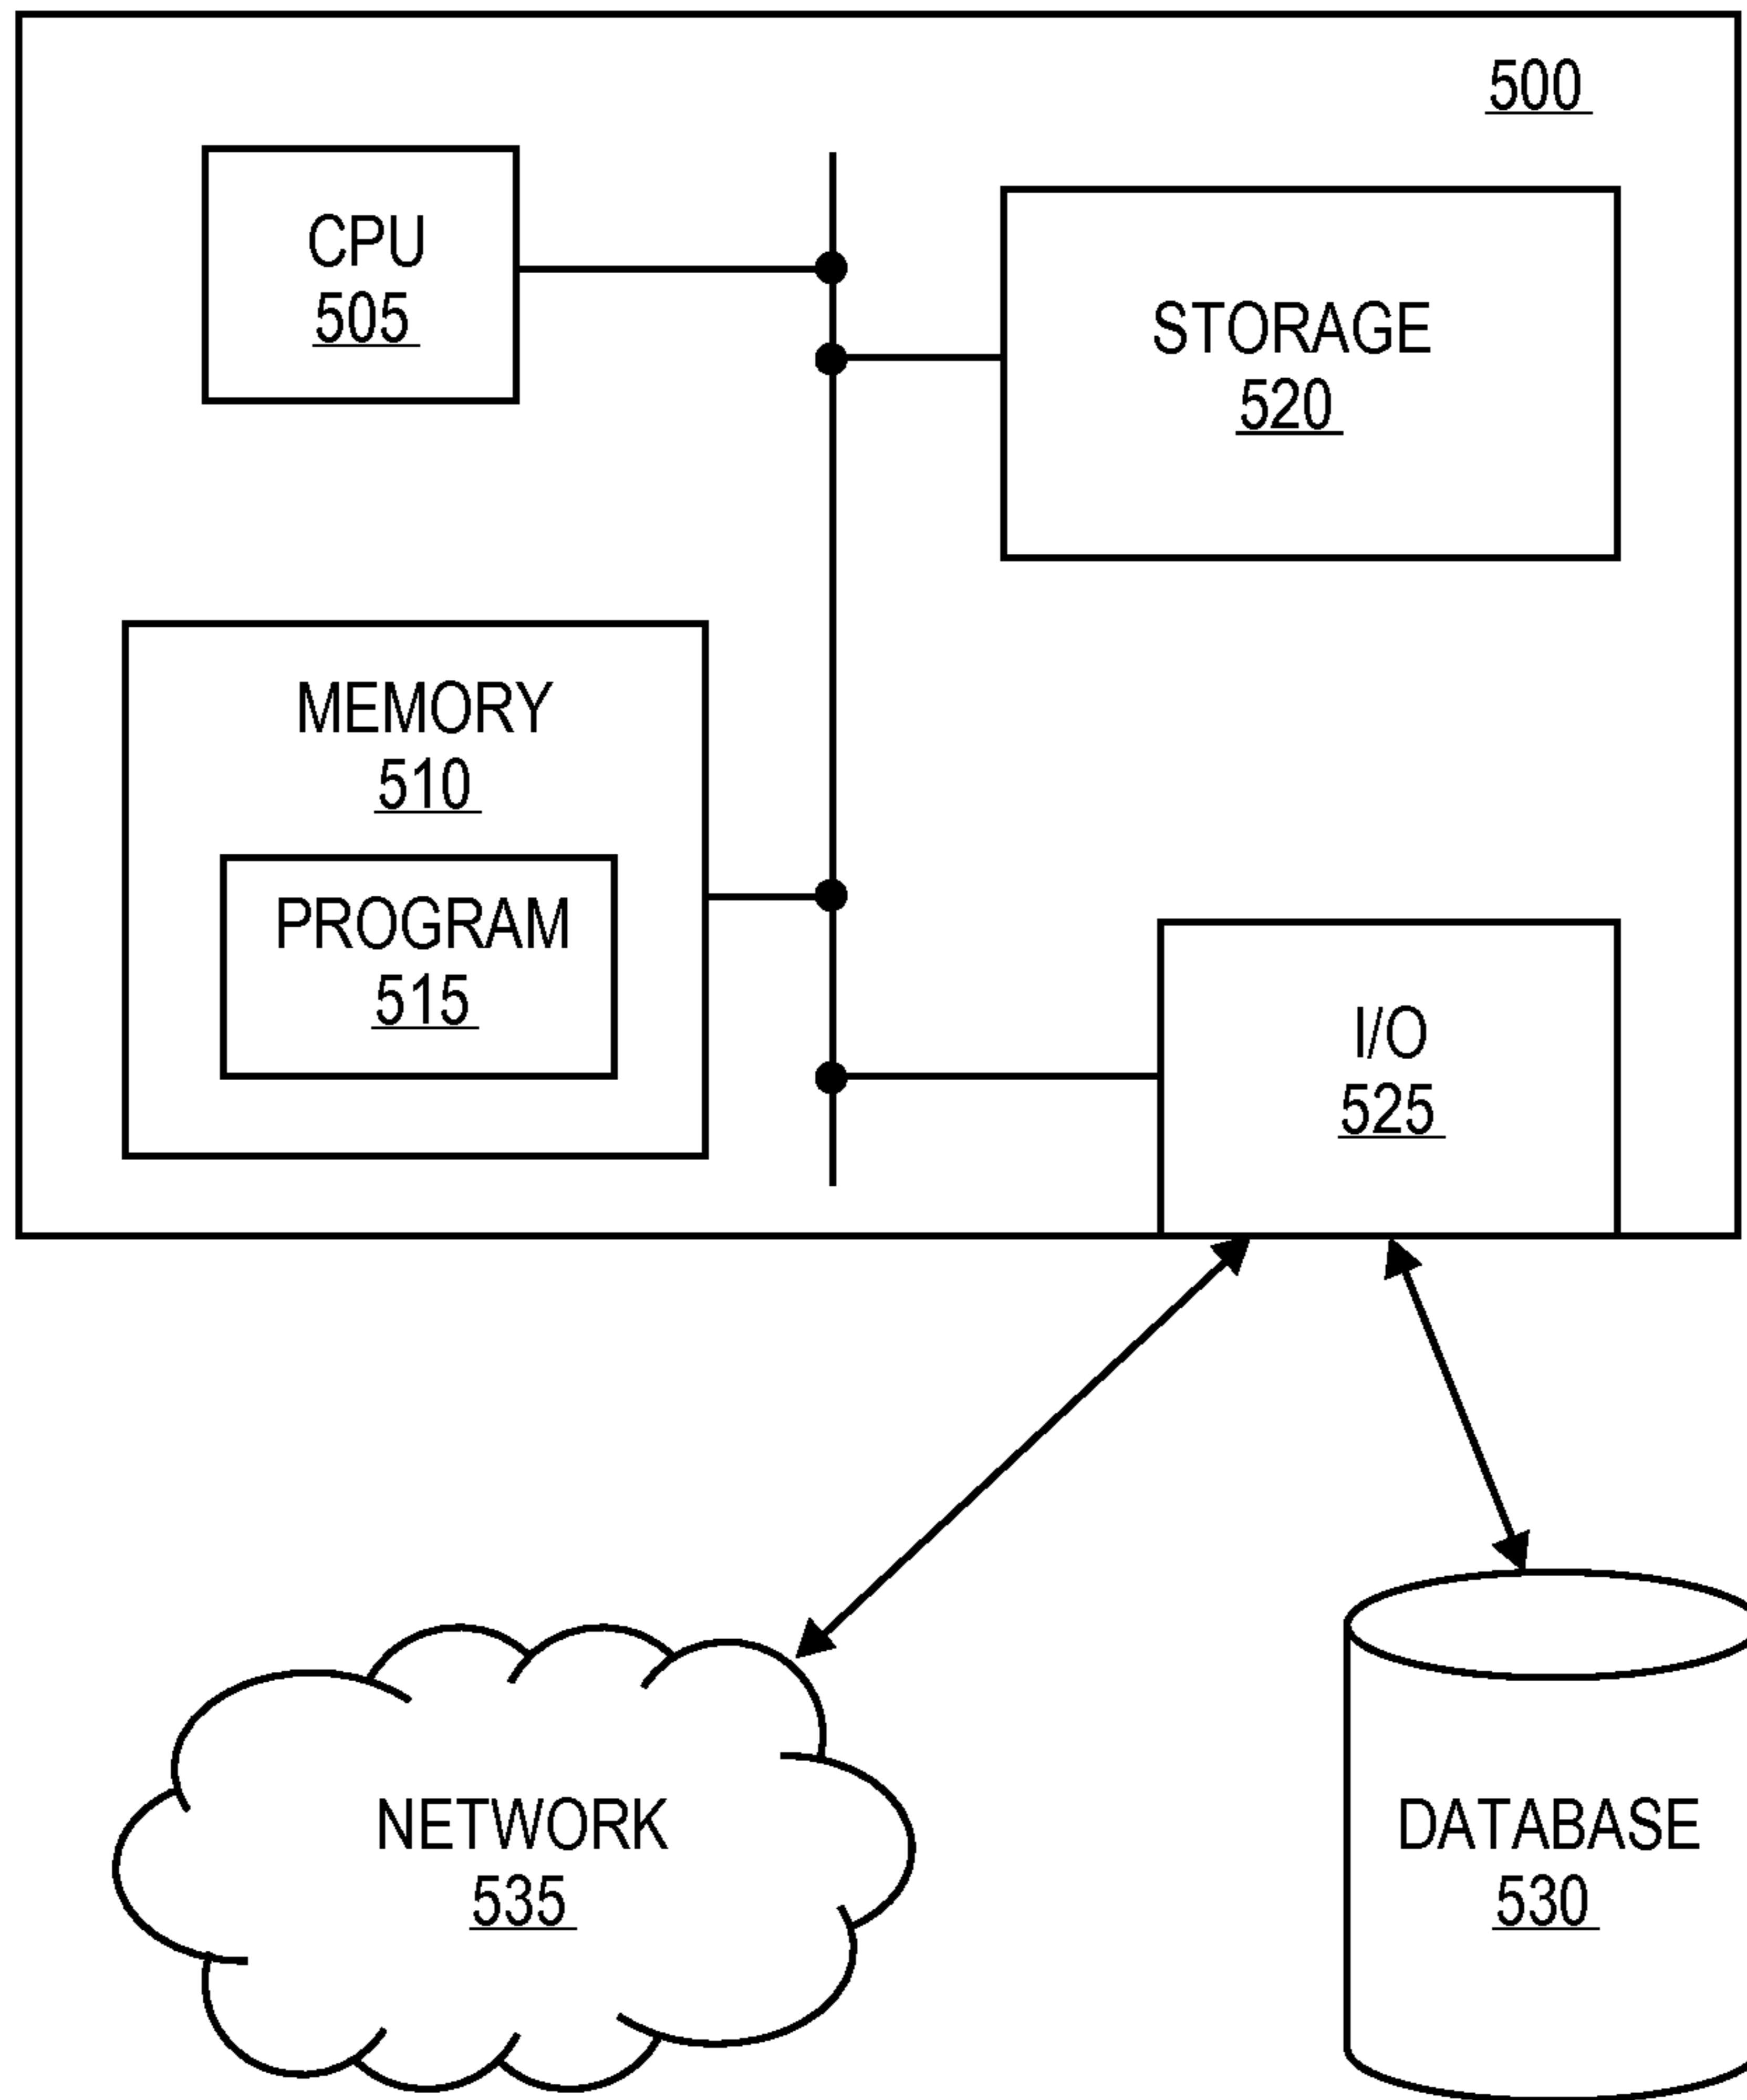 500
CPU
505
STORAGE
520
MEMORY
510
PROGRAM
515
I/O
525
NETWORK
535
DATABASE
530